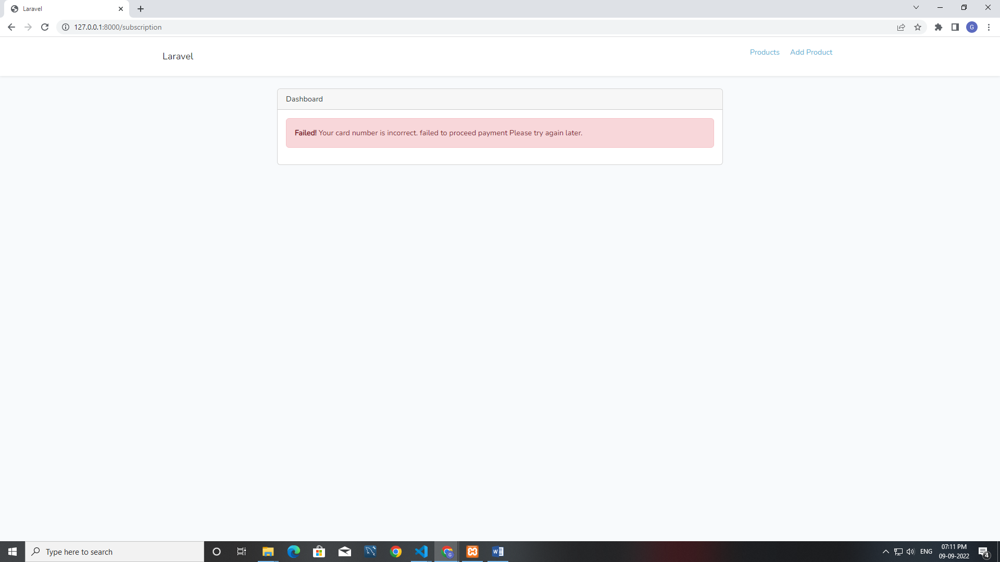 Laravel
127.0.0.1:8000/subscription
G
Laravel
Products
Add Product
Dashboard
Failed! Your card number is incorrect. failed to proceed payment Please try again later.
Type here to search
G
W
ENG
07:11 PM
09-09-2022
4